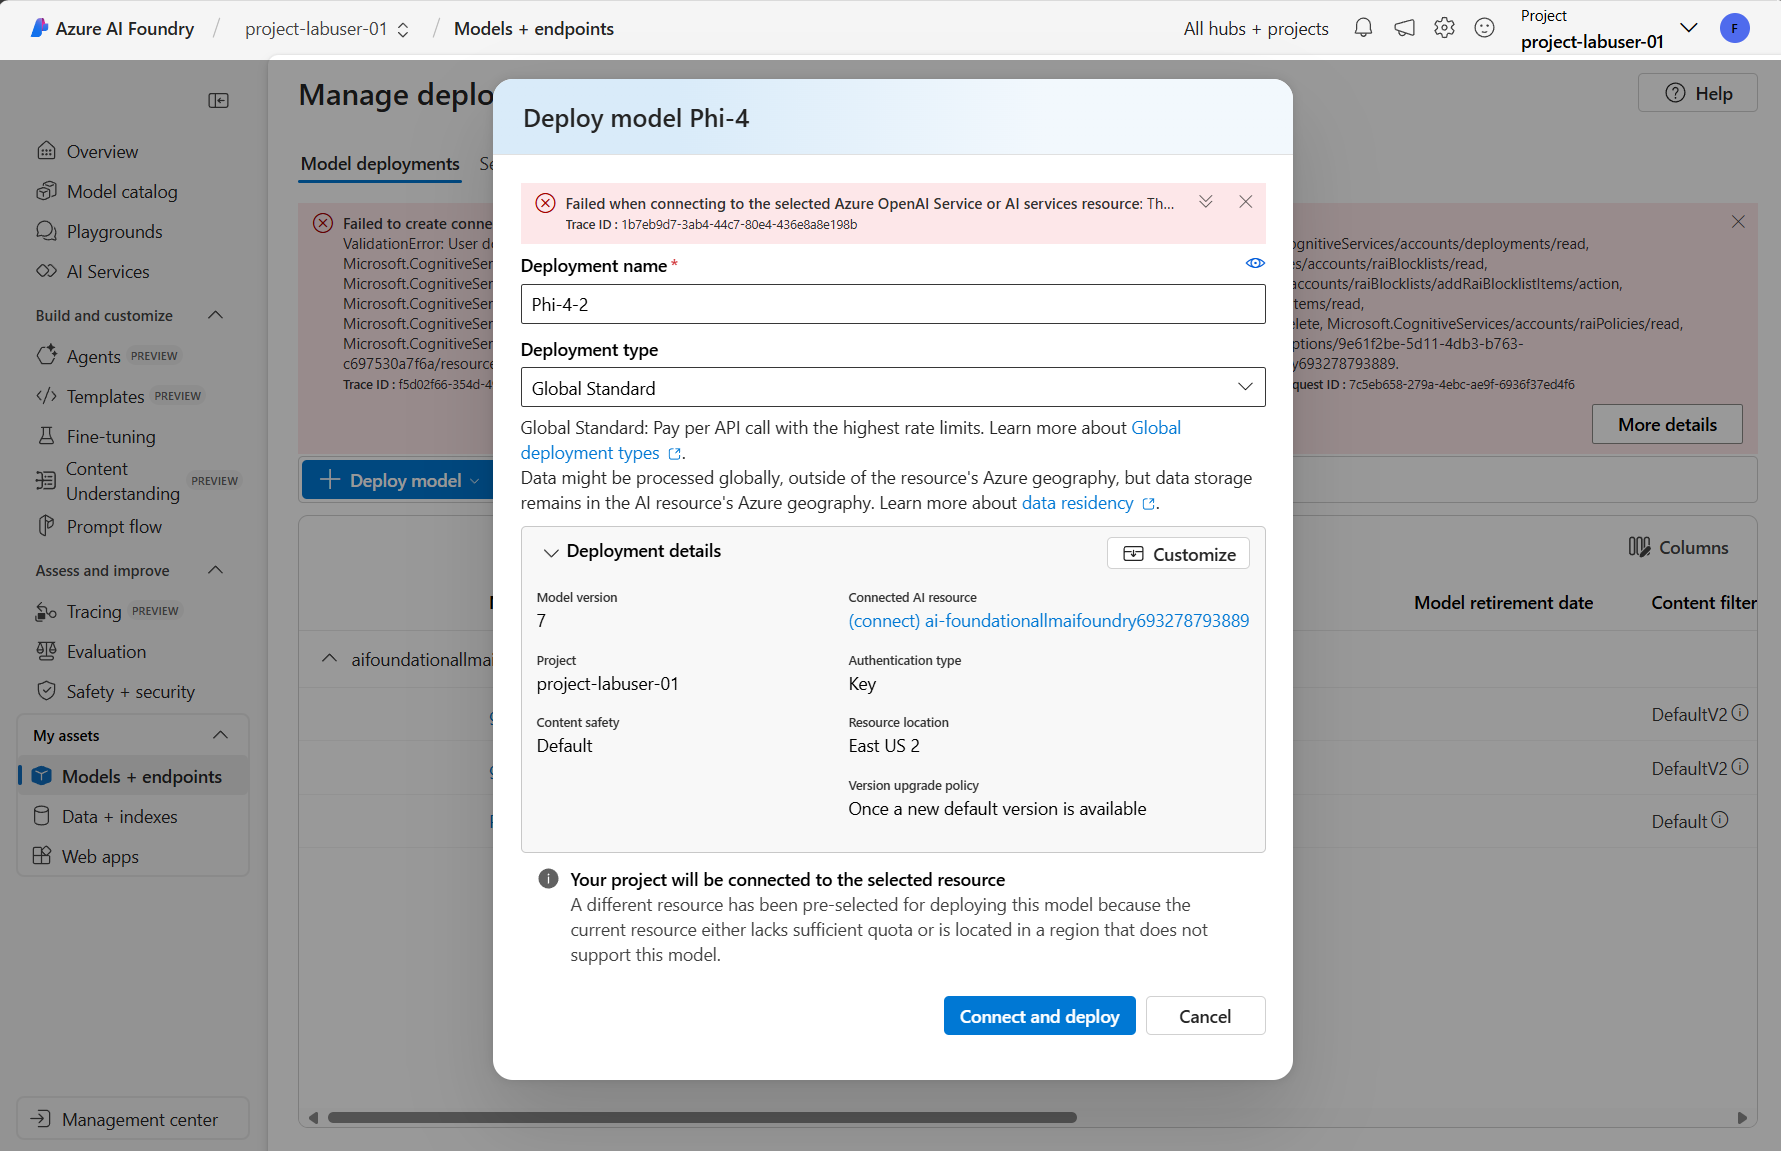 Azure AI Foundry / project-labuser-01 / Models + endpoints
All hubs + projects
Project
project-labuser-01
F
Overview
Model catalog
Playgrounds
AI Services
Build and customize
Agents PREVIEW
Templates PREVIEW
Fine-tuning
Content
Understanding PREVIEW
Prompt flow
Assess and improve
Tracing PREVIEW
Evaluation
Safety + security
My assets
Models + endpoints
Data + indexes
Web apps
Management center
Manage deplo
Help
Model deployments Se
Failed to create conne
ValidationError: User d
Microsoft.CognitiveSer
Microsoft.CognitiveSer
Microsoft.CognitiveSer
Microsoft.CognitiveSer
Microsoft.CognitiveSer
c697530a7f6a/resource
Trace ID : f5d02f66-354d-4
ognitiveServices/accounts/deployments/read,
s/accounts/raiBlocklists/read,
accounts/raiBlocklists/addRaiBlocklistItems/action,
tems/read,
elete, Microsoft.CognitiveServices/accounts/raiPolicies/read,
ptions/9e61f2be-5d11-4db3-b763-
y693278793889.
quest ID : 7c5eb658-279a-4ebc-ae9f-6936f37ed4f6
More details
Deploy model
Columns
Model retirement date Content filter
aifoundationallmai
DefaultV2
DefaultV2
Default
Deploy model Phi-4
Failed when connecting to the selected Azure OpenAI Service or AI services resource: Th...
Trace ID : 1b7eb9d7-3ab4-44c7-80e4-436e8a8e198b
Deployment name *
Phi-4-2
Deployment type
Global Standard
Global Standard: Pay per API call with the highest rate limits. Learn more about Global
deployment types.
Data might be processed globally, outside of the resource's Azure geography, but data storage
remains in the AI resource's Azure geography. Learn more about data residency.
Deployment details
Customize
Model version
7
Connected AI resource
(connect) ai-foundationallmaifoundry693278793889
Project
project-labuser-01
Authentication type
Key
Content safety
Default
Resource location
East US 2
Version upgrade policy
Once a new default version is available
Your project will be connected to the selected resource
A different resource has been pre-selected for deploying this model because the
current resource either lacks sufficient quota or is located in a region that does not
support this model.
Connect and deploy
Cancel